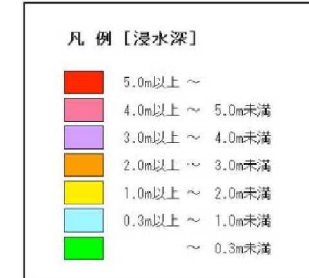 凡 例 [浸水深]
5.0m以上 ～
4.0m以上 ～ 5.0m未満
3.0m以上 ～ 4.0m未満
2.0m以上 ～ 3.0m未満
1.0m以上 ～ 2.0m未満
0.3m以上 ～ 1.0m未満
～ 0.3m未満